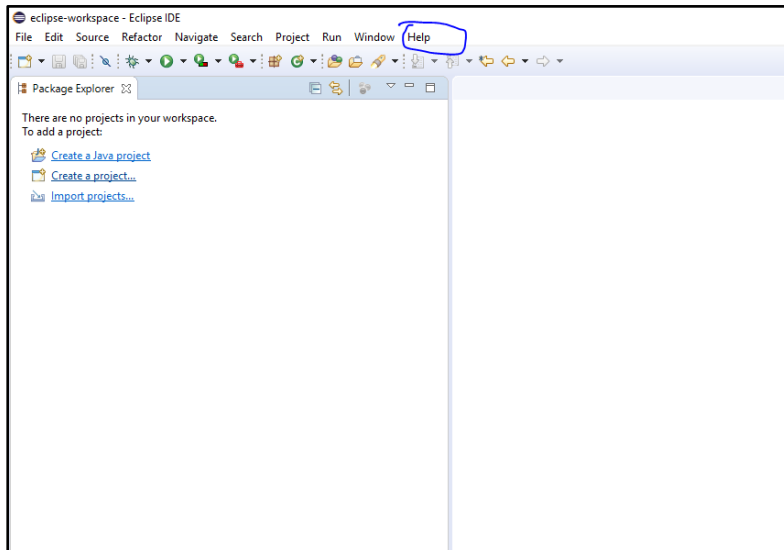 eclipse-workspace - Eclipse IDE
File Edit Source Refactor Navigate Search Project Run Window Help
Package Explorer
There are no projects in your workspace.
To add a project:
Create a Java project
Create a project...
Import projects...